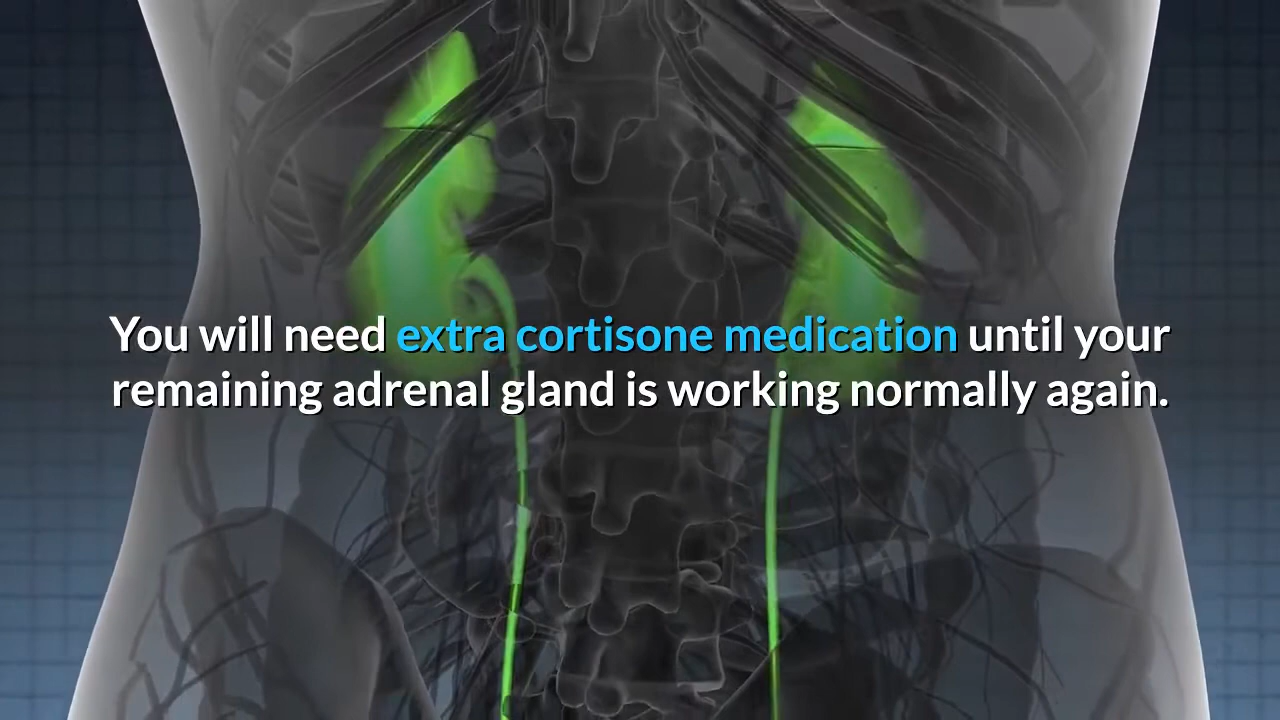 You will need extra cortisone medication until your
remaining adrenal gland is working normally again.